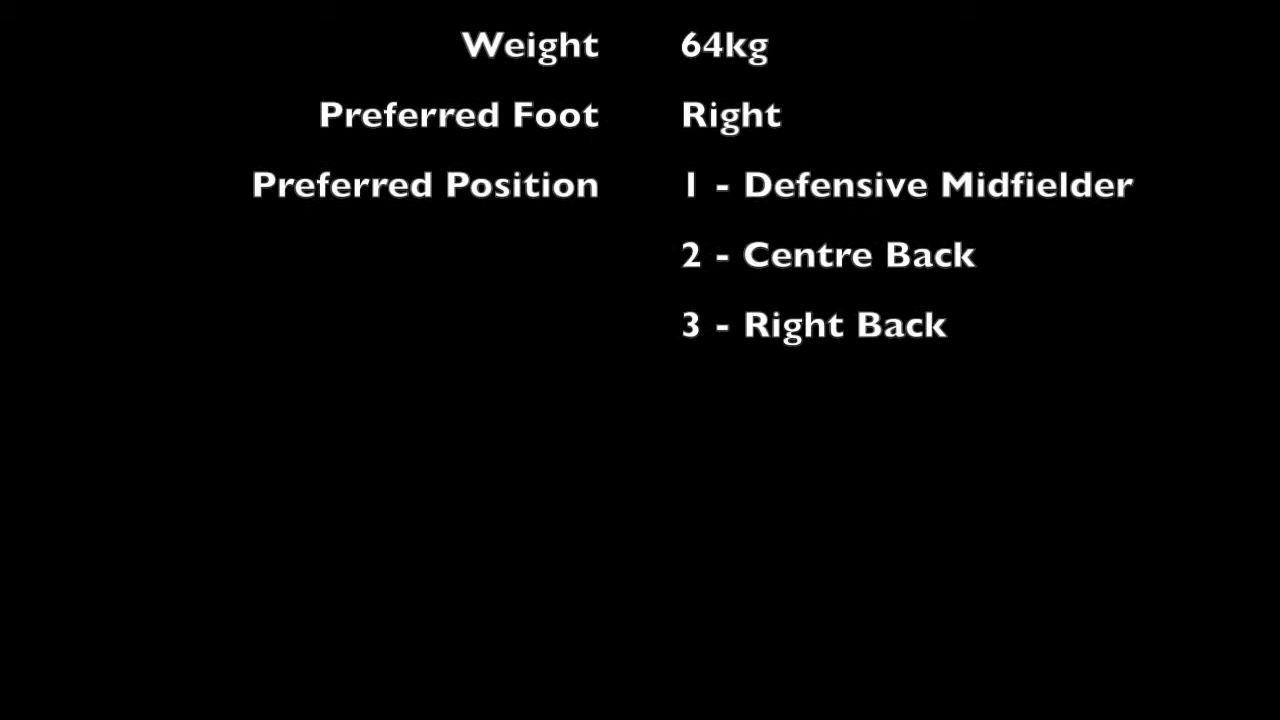 Weight 64kg
Preferred Foot Right
Preferred Position 1 - Defensive Midfielder
2 - Centre Back
3 - Right Back